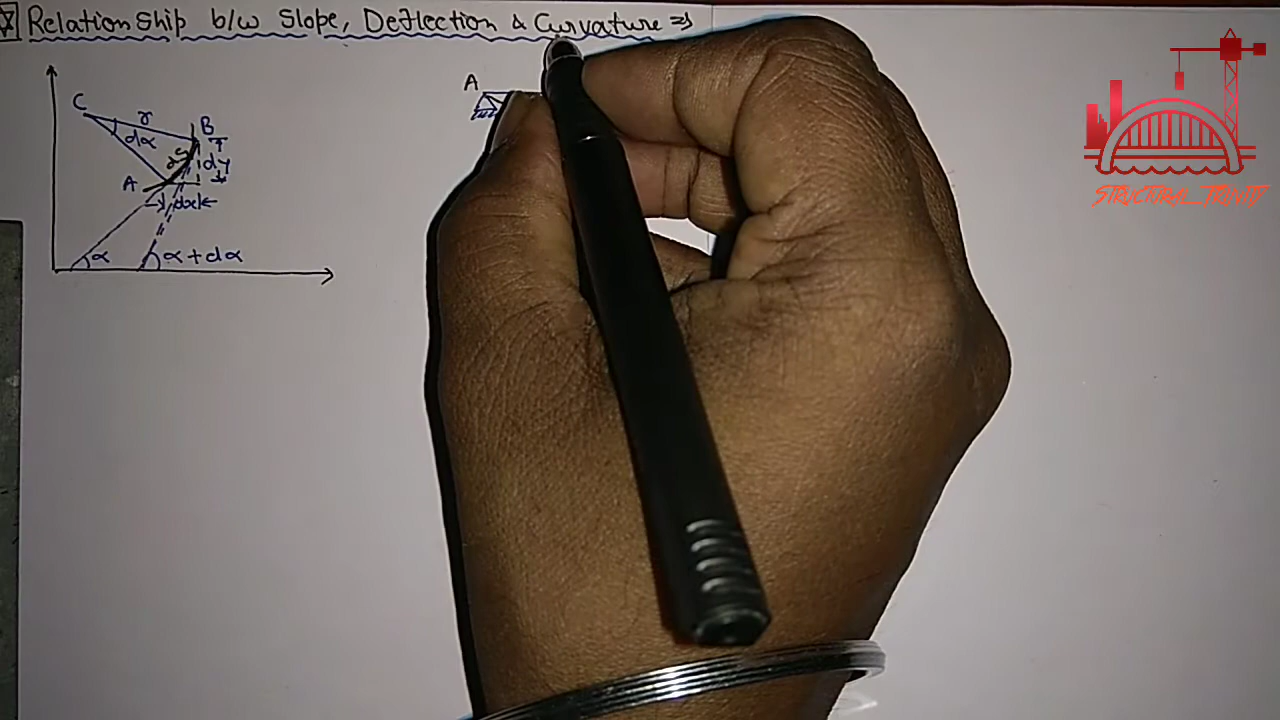 Relationship b/w Slope, Deflection & Curvature ⇒
A
C
r
B
dα
ds
dy
A
dx
α
α + dα
STRUCTURAL_TRINITY